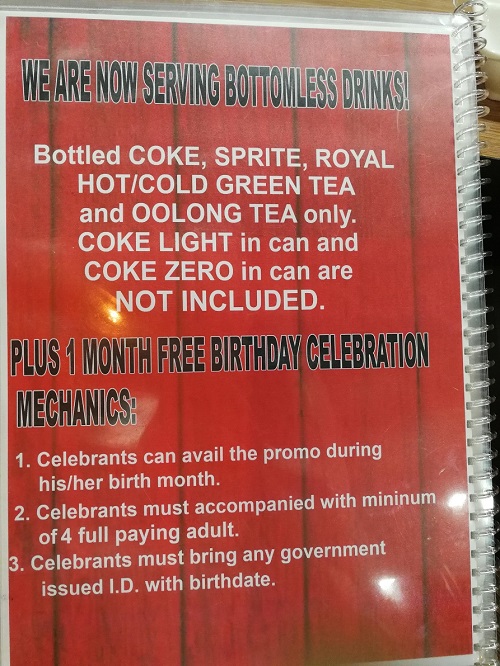 WE ARE NOW SERVING BOTTOMLESS DRINKS!
Bottled COKE, SPRITE, ROYAL
HOT/COLD GREEN TEA
and OOLONG TEA only.
COKE LIGHT in can and
COKE ZERO in can are
NOT INCLUDED.
PLUS 1 MONTH FREE BIRTHDAY CELEBRATION
MECHANICS:
1. Celebrants can avail the promo during
his/her birth month.
2. Celebrants must accompanied with mininum
of 4 full paying adult.
3. Celebrants must bring any government
issued I.D. with birthdate.